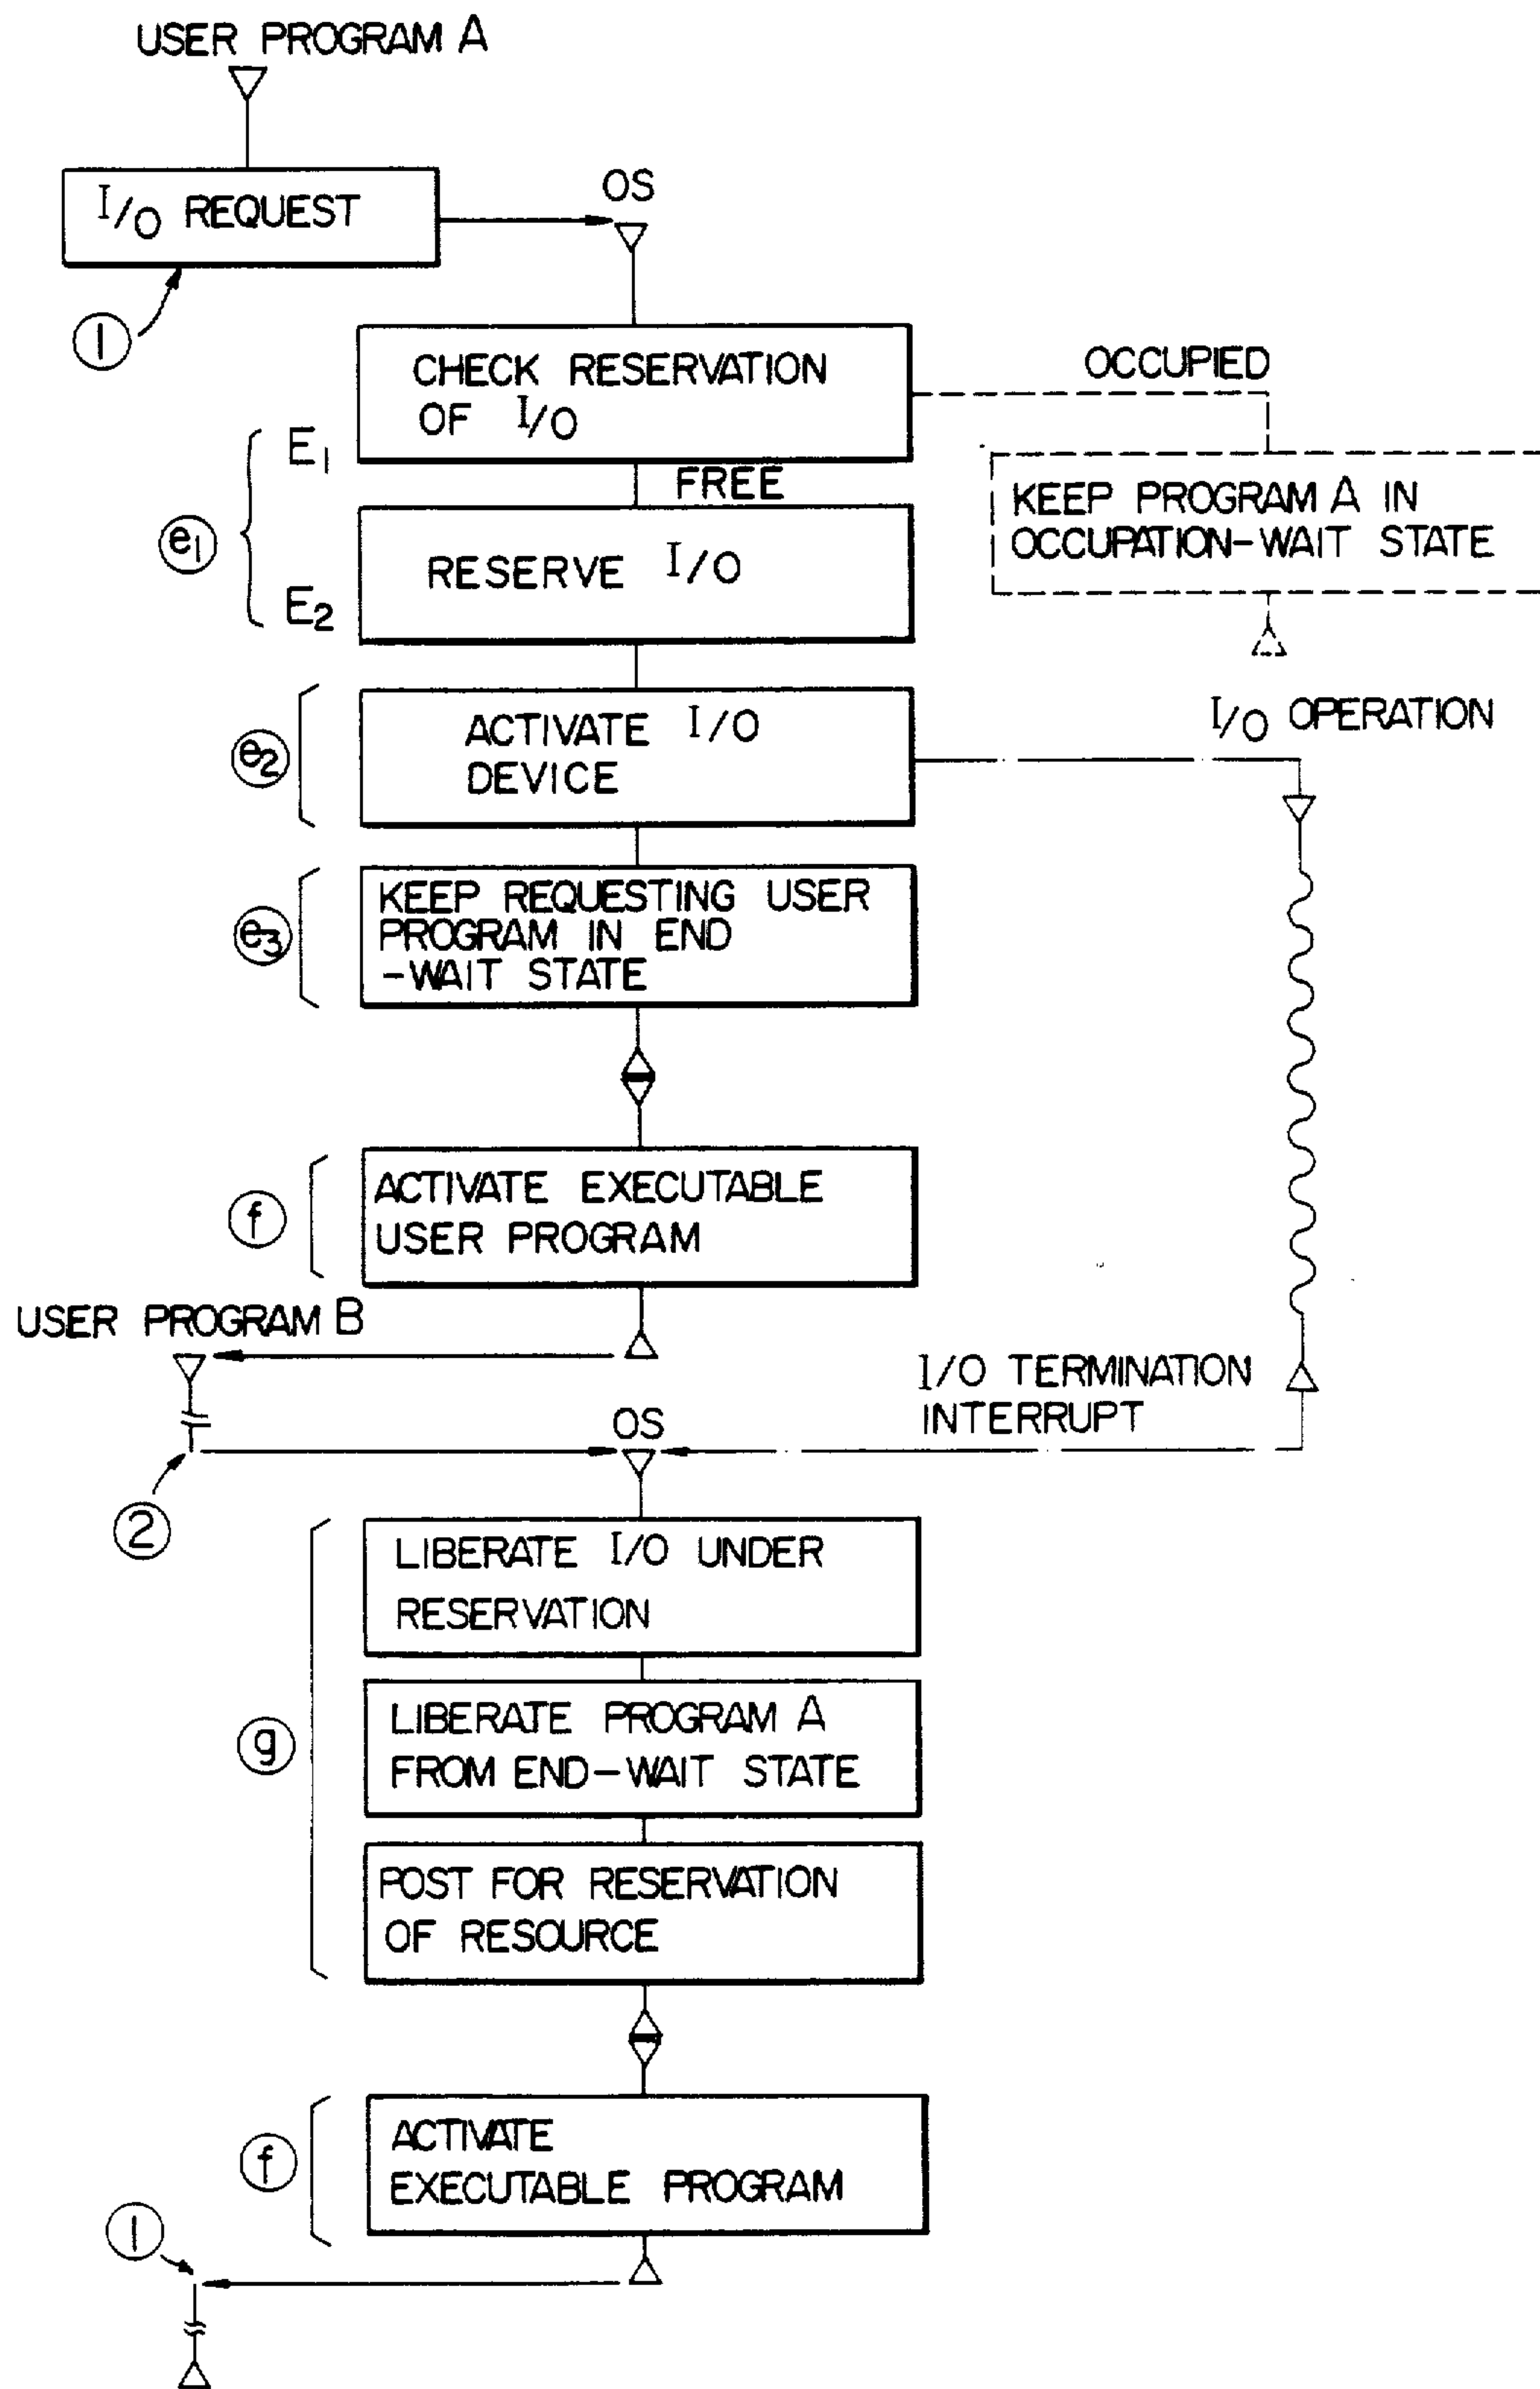 USER PROGRAM A
I/O REQUEST
OS
①
CHECK RESERVATION
OF I/O
OCCUPIED
E1
FREE
KEEP PROGRAM A IN
OCCUPATION-WAIT STATE
e1
RESERVE I/O
E2
I/O OPERATION
e2
ACTIVATE I/O
DEVICE
e3
KEEP REQUESTING USER
PROGRAM IN END
-WAIT STATE
f
ACTIVATE EXECUTABLE
USER PROGRAM
USER PROGRAM B
I/O TERMINATION
INTERRUPT
OS
②
LIBERATE I/O UNDER
RESERVATION
g
LIBERATE PROGRAM A
FROM END-WAIT STATE
POST FOR RESERVATION
OF RESOURCE
f
ACTIVATE
EXECUTABLE PROGRAM
①